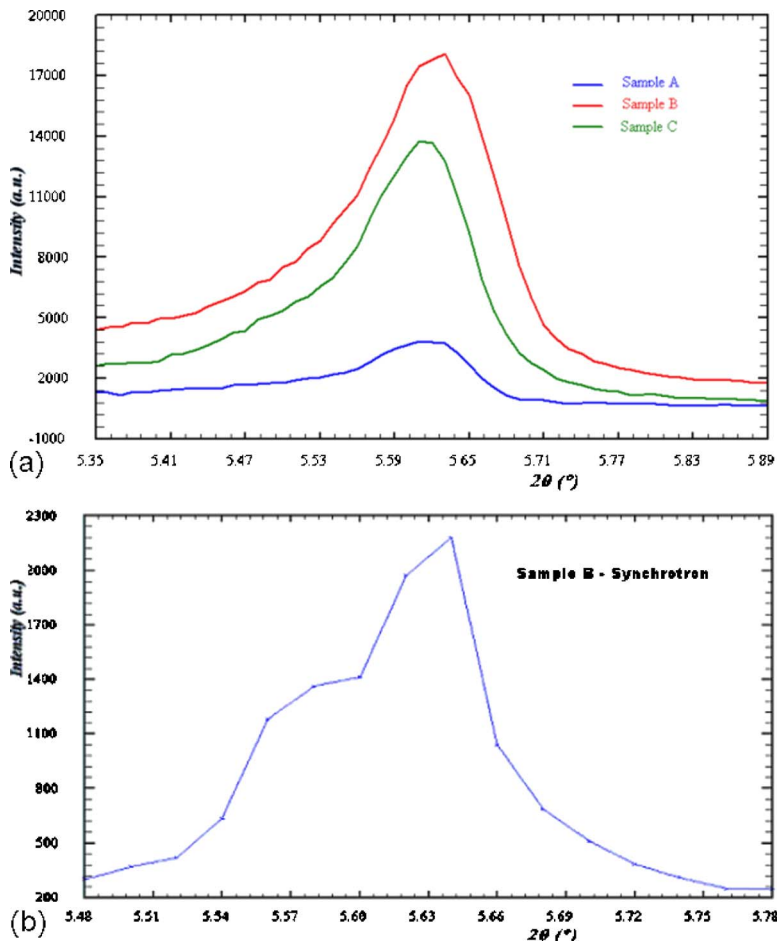 20000
17000
14000
11000
8000
5000
2000
-1000
Intensity (a.u.)
Sample A
Sample B
Sample C
5.35 5.41 5.47 5.53 5.59 5.65 5.71 5.77 5.83 5.89
2θ (°)
(a)
2300
2000
1700
1400
1100
800
500
200
Intensity (a.u.)
Sample B - Synchrotron
5.48 5.51 5.54 5.57 5.60 5.63 5.66 5.69 5.72 5.75 5.78
2θ (°)
(b)